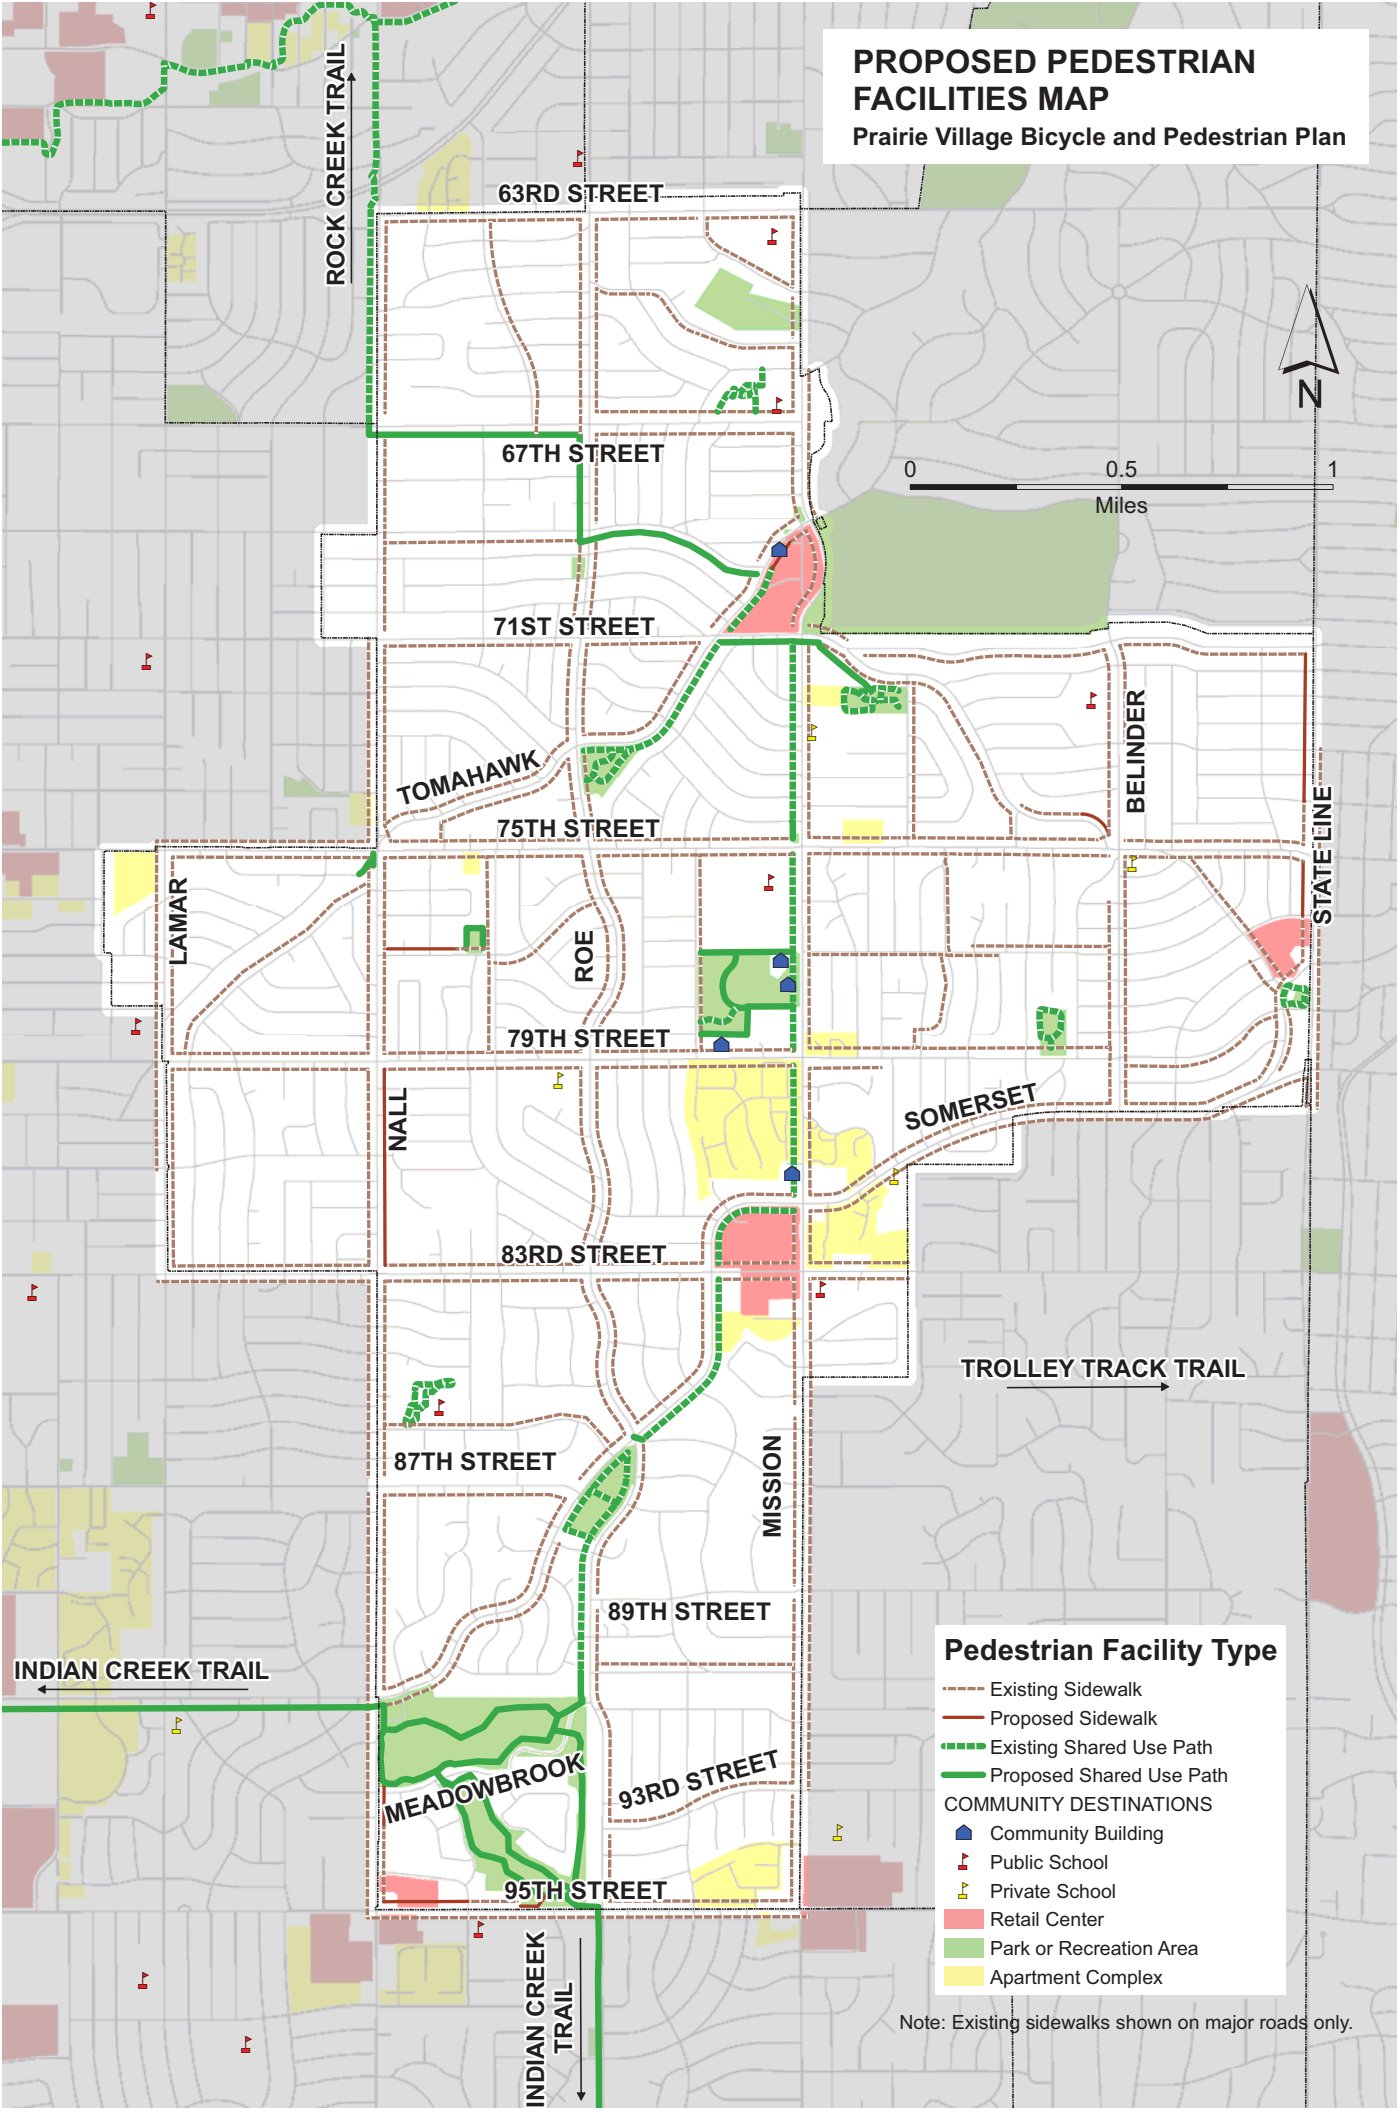 PROPOSED PEDESTRIAN
FACILITIES MAP
Prairie Village Bicycle and Pedestrian Plan
ROCK CREEK TRAIL
63RD STREET
N
67TH STREET
0 0.5 1
Miles
71ST STREET
BELINDER
TOMAHAWK
75TH STREET
STATE LINE
LAMAR
ROE
79TH STREET
NALL
SOMERSET
83RD STREET
TROLLEY TRACK TRAIL
87TH STREET
MISSION
89TH STREET
INDIAN CREEK TRAIL
MEADOWBROOK
93RD STREET
95TH STREET
INDIAN CREEK
TRAIL
Pedestrian Facility Type
Existing Sidewalk
Proposed Sidewalk
Existing Shared Use Path
Proposed Shared Use Path
COMMUNITY DESTINATIONS
Community Building
Public School
Private School
Retail Center
Park or Recreation Area
Apartment Complex
Note: Existing sidewalks shown on major roads only.